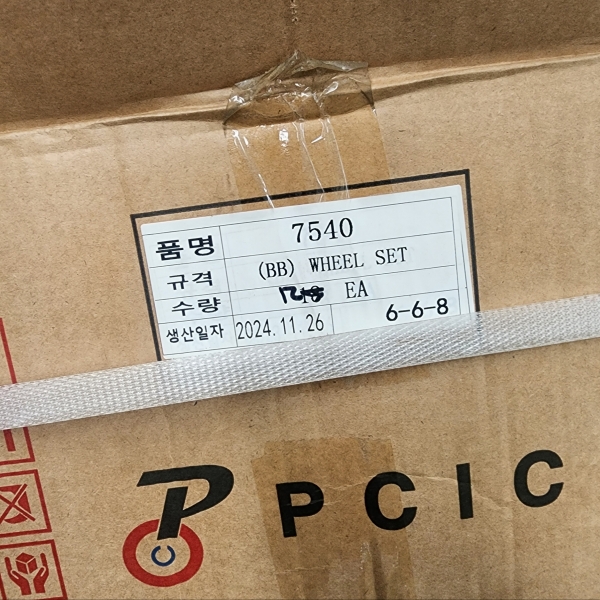 품명 7540
규격 (BB) WHEEL SET
수량 EA
생산일자 2024.11.26 6-6-8
PCIC